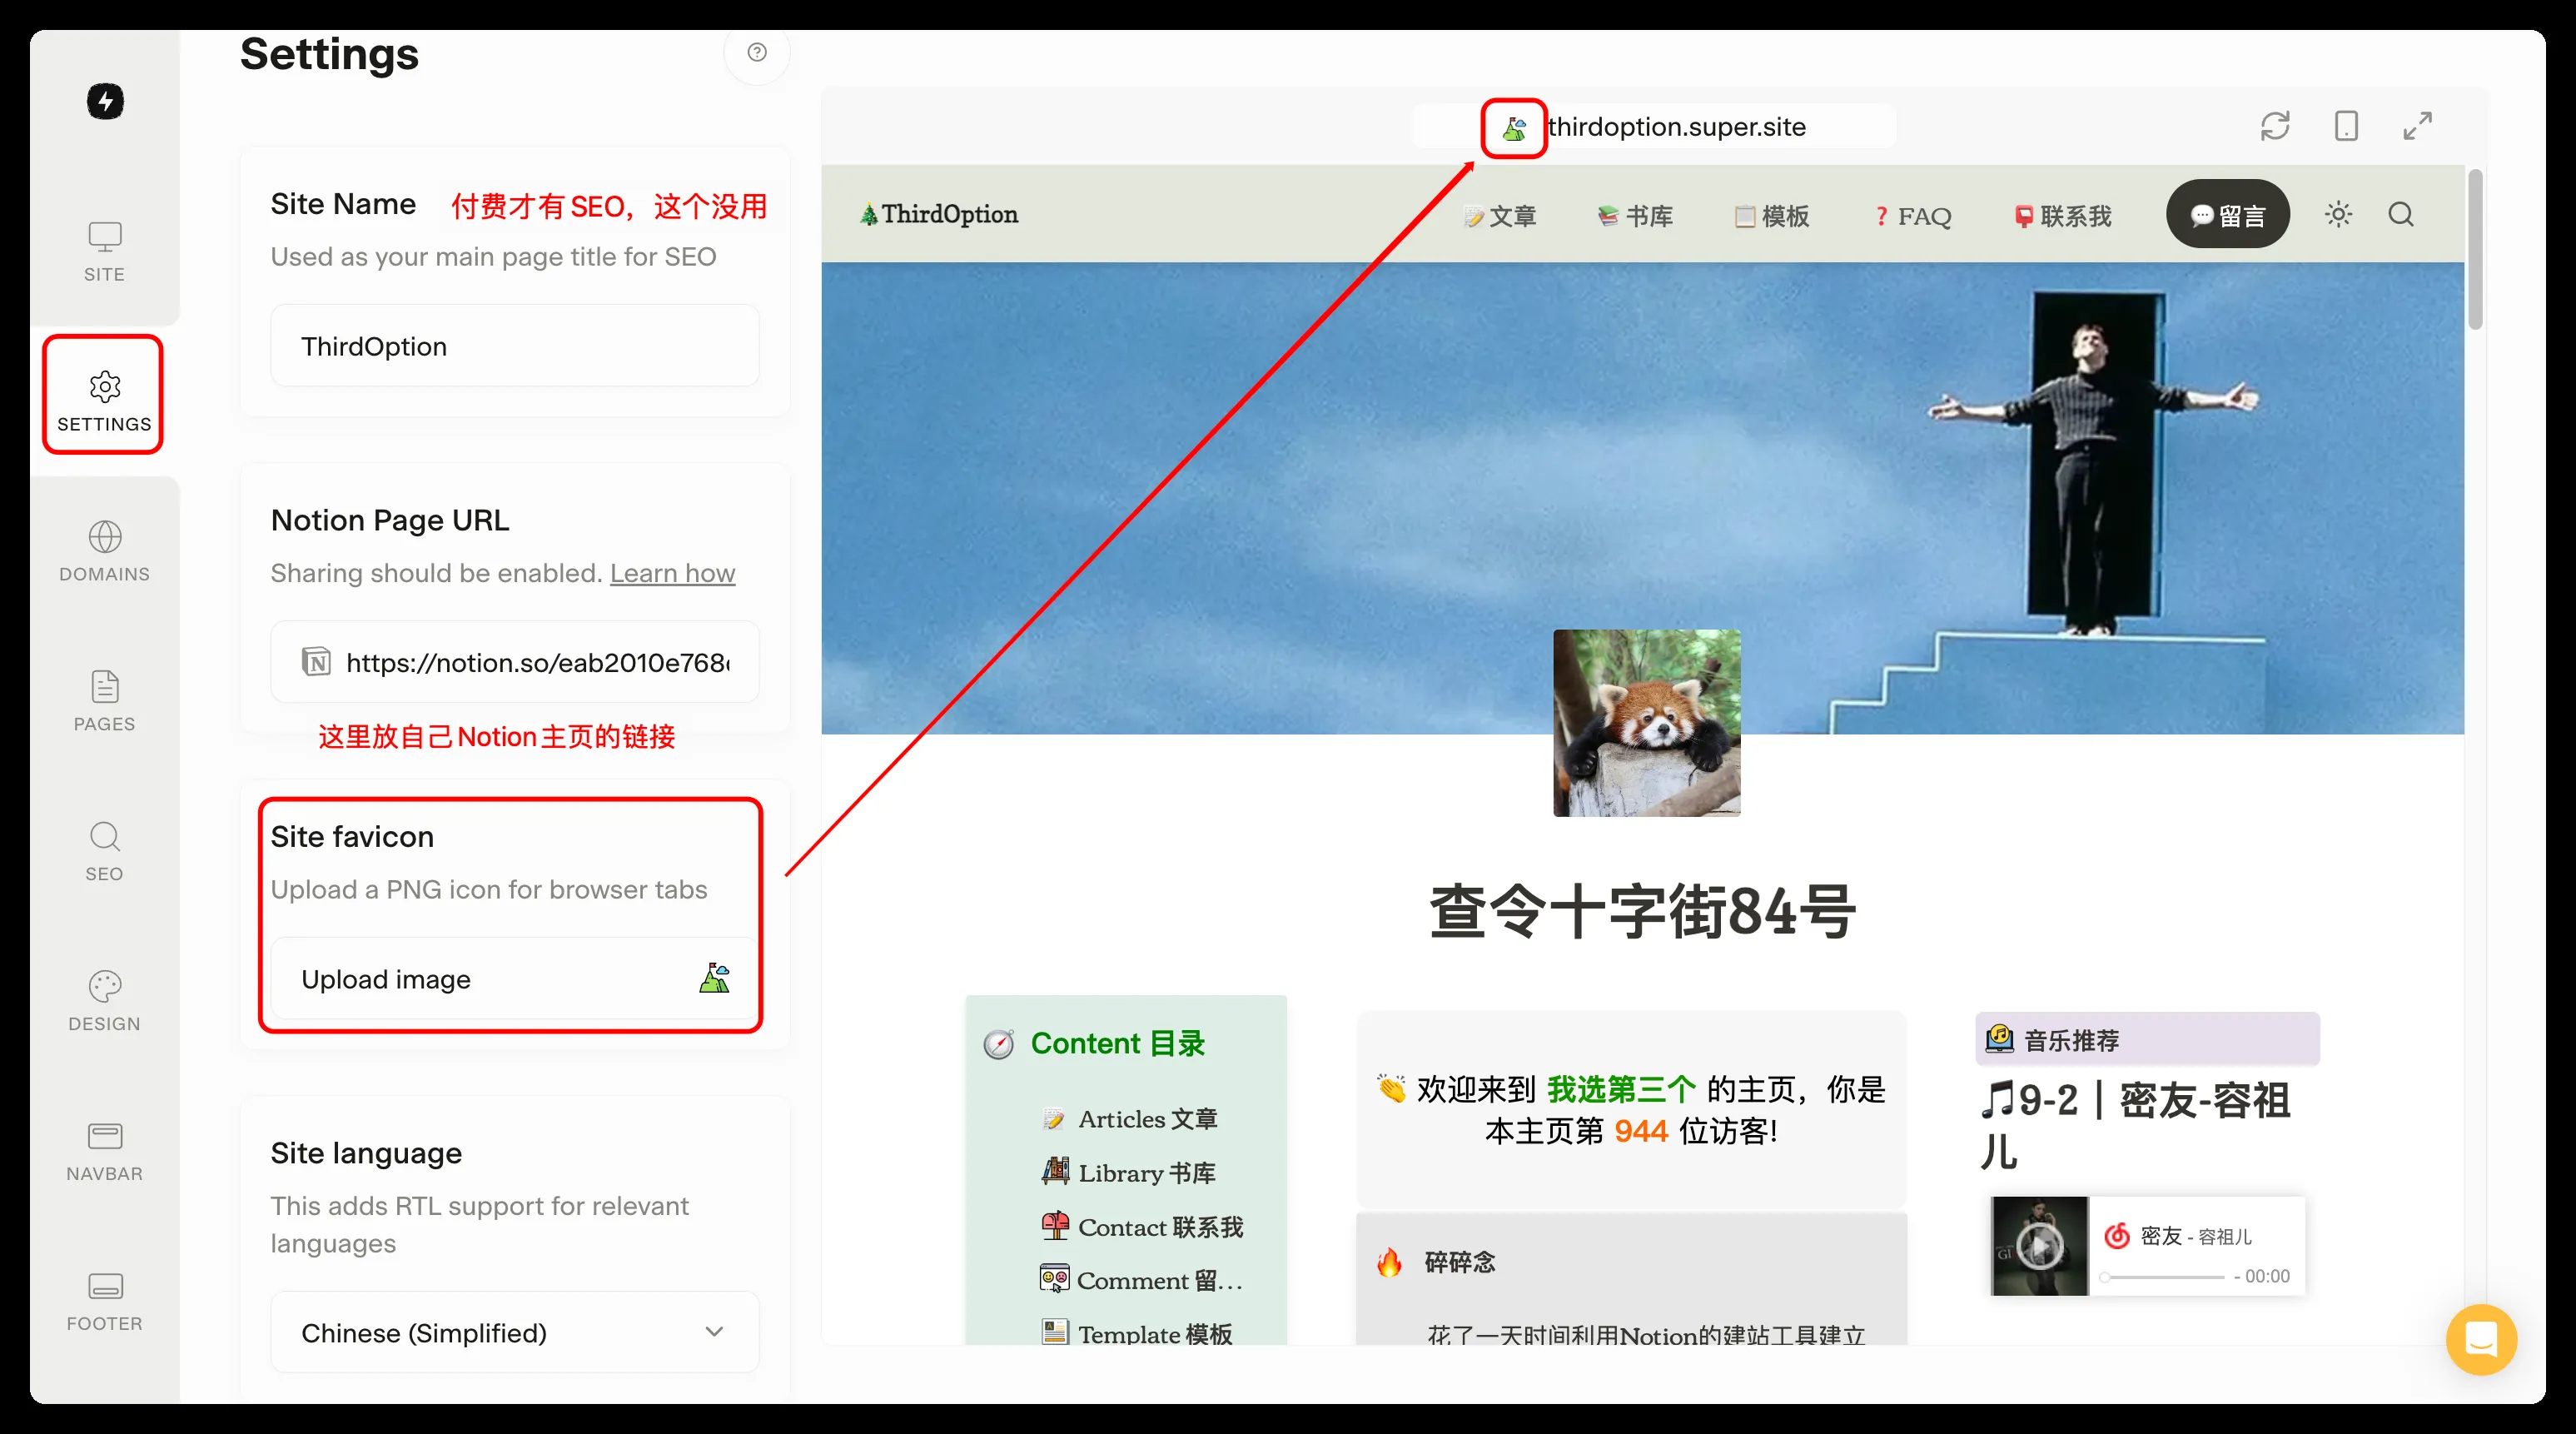 Settings
SITE
SETTINGS
DOMAINS
PAGES
SEO
DESIGN
NAVBAR
FOOTER
Site Name 付费才有SEO，这个没用
Used as your main page title for SEO
ThirdOption
Notion Page URL
Sharing should be enabled. Learn how
https://notion.so/eab2010e768
这里放自己Notion主页的链接
Site favicon
Upload a PNG icon for browser tabs
Upload image
Site language
This adds RTL support for relevant
languages
Chinese (Simplified)
thirdoption.super.site
ThirdOption 文章 书库 模板 FAQ 联系我 留言
查令十字街84号
Content 目录
Articles 文章
Library 书库
Contact 联系我
Comment 留...
Template 模板
欢迎来到 我选第三个 的主页，你是
本主页第 944 位访客!
碎碎念
花了一天时间利用Notion的建站工具建立
音乐推荐
9-2 | 密友-容祖
儿
密友 - 容祖儿
- 00:00